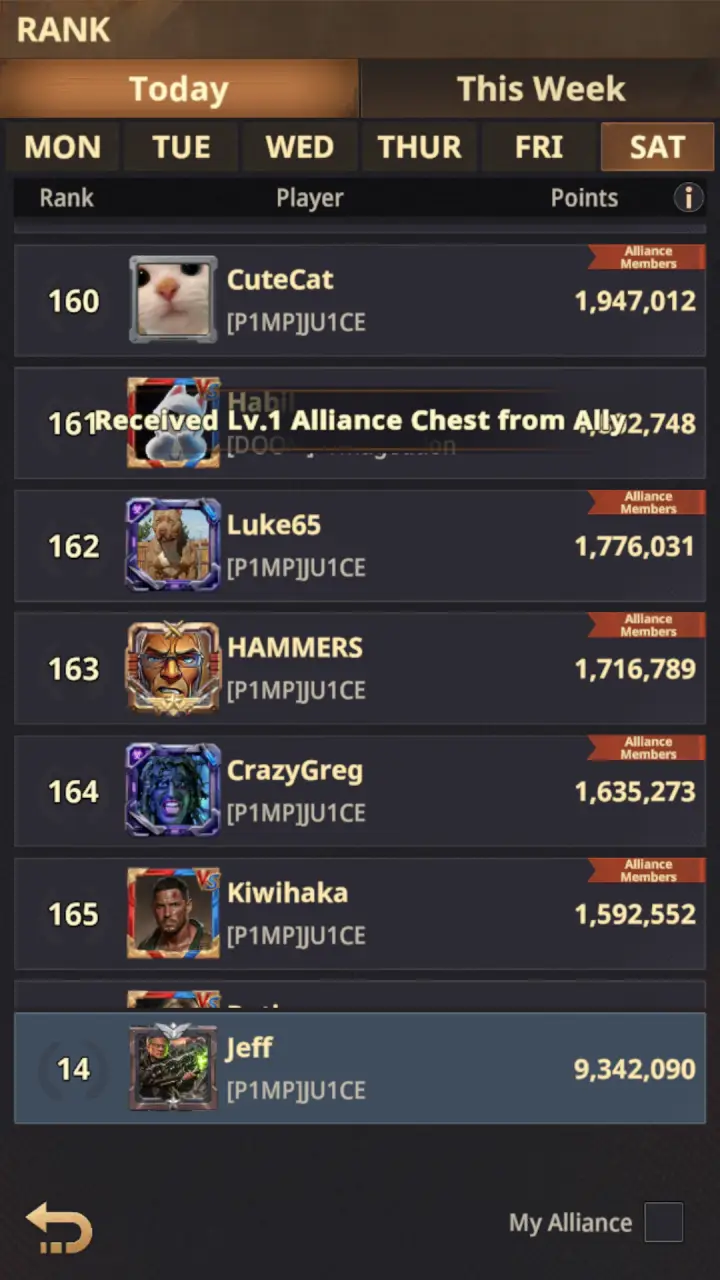 RANK
Today
This Week
MON
TUE
WED
THUR
FRI
SAT
Rank
Player
Points
i
Alliance
Members
160
CuteCat
[P1MP]JU1CE
1,947,012
161
Received Lv.1 Alliance Chest from Ally
Alliance
Members
162
Luke65
[P1MP]JU1CE
1,776,031
Alliance
Members
163
HAMMERS
[P1MP]JU1CE
1,716,789
Alliance
Members
164
CrazyGreg
[P1MP]JU1CE
1,635,273
Alliance
Members
165
Kiwihaka
[P1MP]JU1CE
1,592,552
14
Jeff
[P1MP]JU1CE
9,342,090
My Alliance